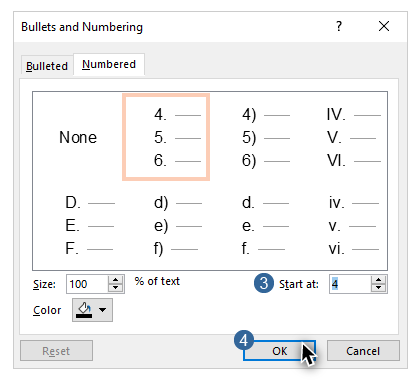 Bullets and Numbering
?
Bulleted Numbered
None
4.
5.
6.
4)
5)
6)
IV.
V.
VI.
D.
E.
F.
d)
e)
f)
d.
e.
f.
iv.
v.
vi.
Size: 100 % of text
3 Start at: 4
Color
4
Reset OK Cancel